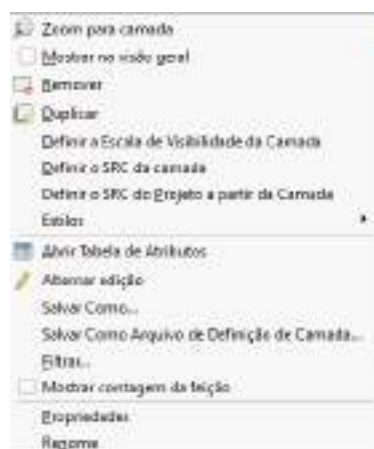 Zoom para camada
Mostrar na visão geral
Remover
Duplicar
Definir a Escala de Visibilidade da Camada
Definir o SRC da camada
Definir o SRC do Projeto a partir da Camada
Estilos
Abrir Tabela de Atributos
Alternar edição
Salvar Como...
Salvar Como Arquivo de Definição de Camada...
Filtrar...
Mostrar contagem da feição
Propriedades
Renome